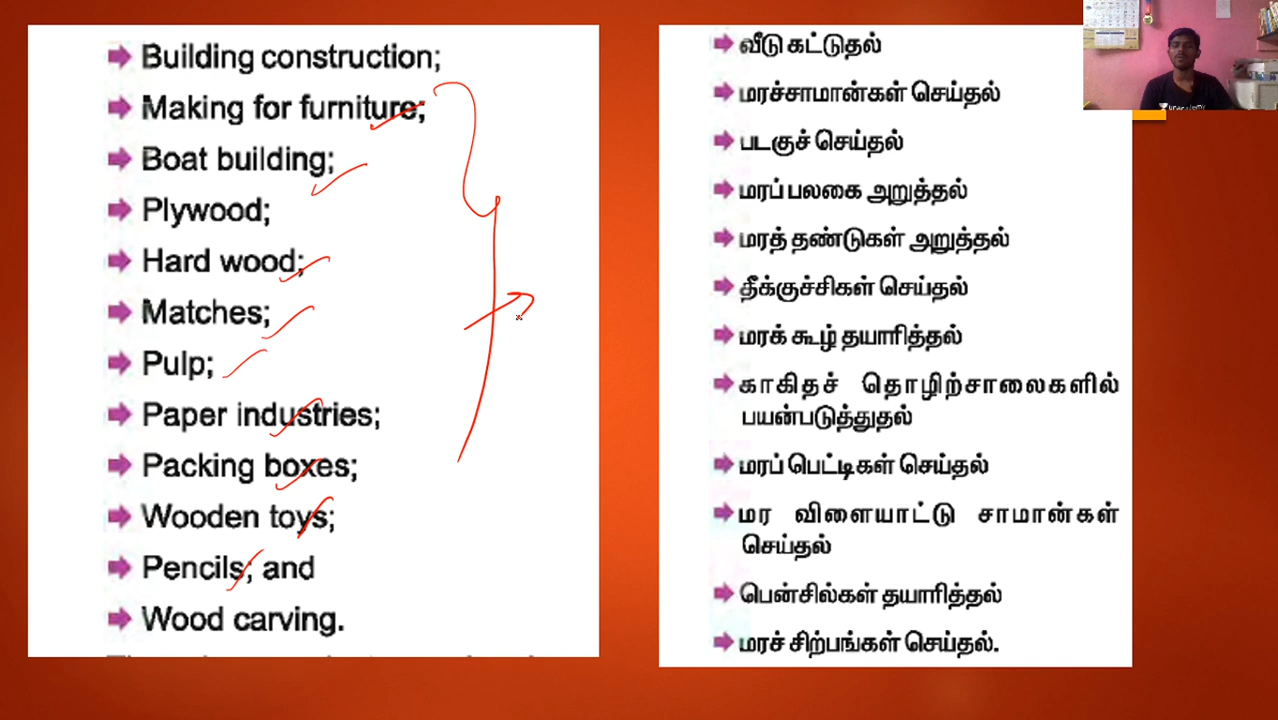 Building construction;
Making for furniture;
Boat building;
Plywood;
Hard wood;
Matches;
Pulp;
Paper industries;
Packing boxes;
Wooden toys;
Pencils; and
Wood carving.
வீடு கட்டுதல்
மரச்சாமான்கள் செய்தல்
படகுச் செய்தல்
மரப் பலகை அறுத்தல்
மரத் தண்டுகள் அறுத்தல்
தீக்குச்சிகள் செய்தல்
மரக் கூழ் தயாரித்தல்
காகிதச் தொழிற்சாலைகளில்
பயன்படுத்துதல்
மரப் பெட்டிகள் செய்தல்
மர விளையாட்டு சாமான்கள்
செய்தல்
பென்சில்கள் தயாரித்தல்
மரச் சிற்பங்கள் செய்தல்.